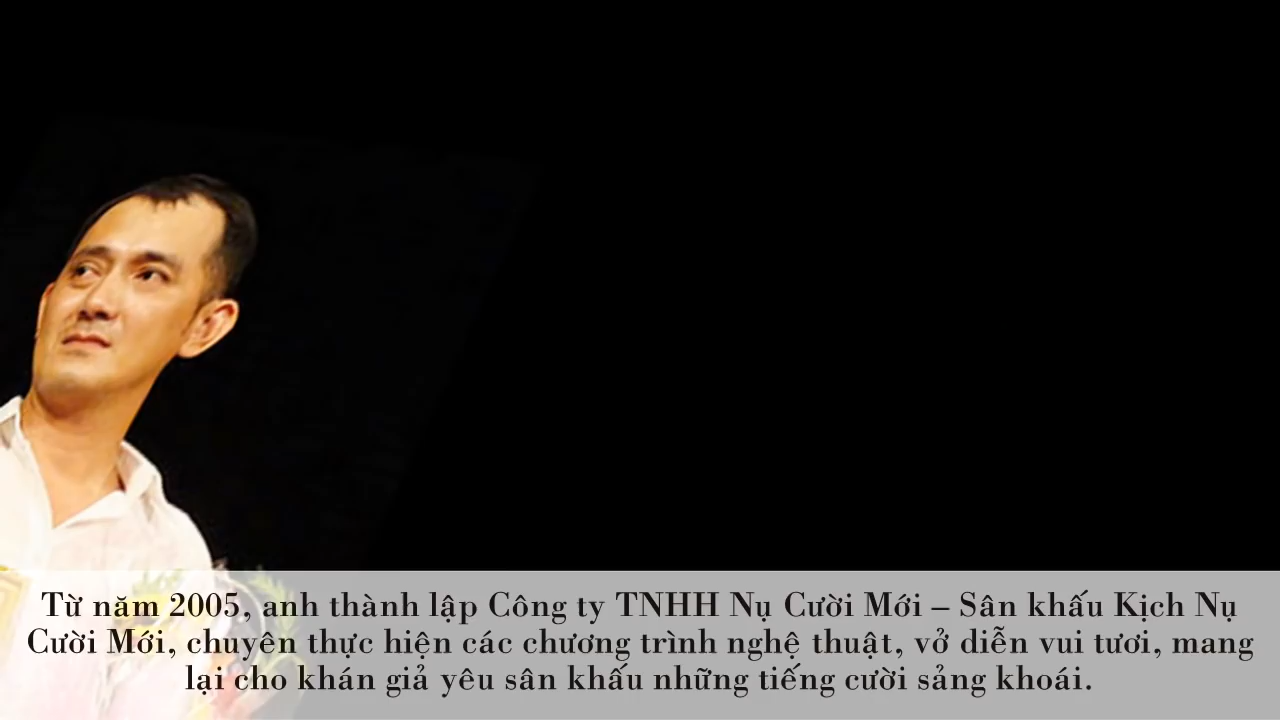 Từ năm 2005, anh thành lập Công ty TNHH Nụ Cười Mới – Sân khấu Kịch Nụ
Cười Mới, chuyên thực hiện các chương trình nghệ thuật, vở diễn vui tươi, mang
lại cho khán giả yêu sân khấu những tiếng cười sảng khoái.